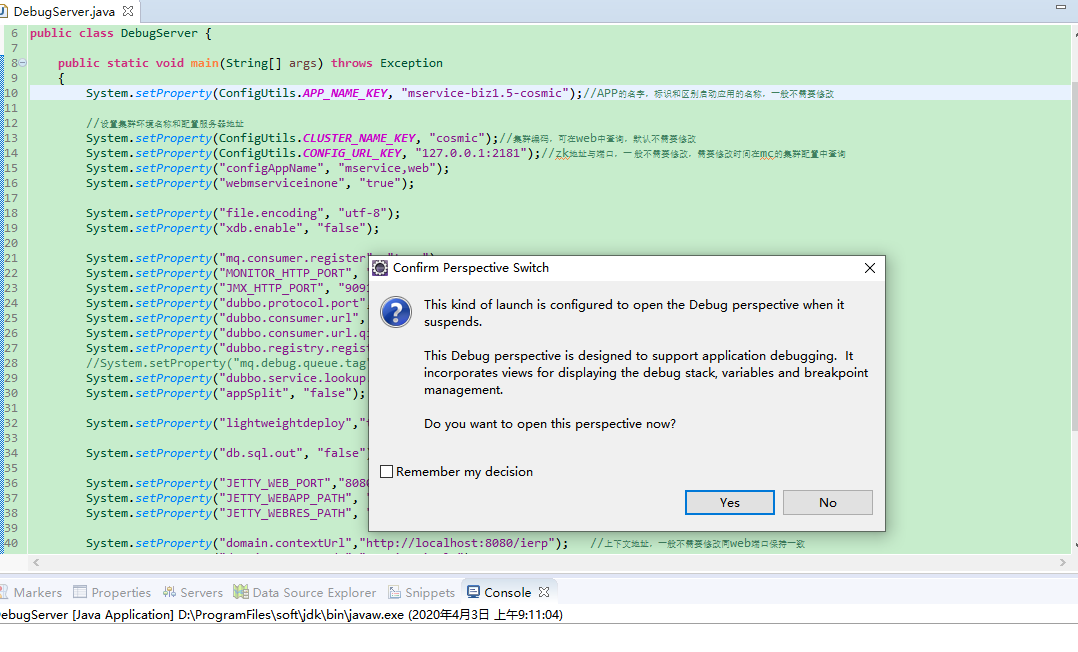 DebugServer.java
6 public class DebugServer {
7
8 public static void main(String[] args) throws Exception
9 {
10 System.setProperty(ConfigUtils.APP_NAME_KEY, "mservice-biz1.5-cosmic");//APP的名字，标识和区别启动应用的名称，一般不需要修改
11
12 //设置集群环境名称和配置服务器地址
13 System.setProperty(ConfigUtils.CLUSTER_NAME_KEY, "cosmic");//集群编码，可在web中查询，默认不需要修改
14 System.setProperty(ConfigUtils.CONFIG_URL_KEY, "127.0.0.1:2181");//zk地址与端口，一般不需要修改，需要修改时间在mc的集群配置中查询
15 System.setProperty("configAppName", "mservice,web");
16 System.setProperty("webmserviceinone", "true");
17
18 System.setProperty("file.encoding", "utf-8");
19 System.setProperty("xdb.enable", "false");
20
21 System.setProperty("mq.consumer.register"
22 System.setProperty("MONITOR_HTTP_PORT",
23 System.setProperty("JMX_HTTP_PORT", "909
24 System.setProperty("dubbo.protocol.port"
25 System.setProperty("dubbo.consumer.url",
26 System.setProperty("dubbo.consumer.url.q
27 System.setProperty("dubbo.registry.regist
28 //System.setProperty("mq.debug.queue.tag"
29 System.setProperty("dubbo.service.lookup
30 System.setProperty("appSplit", "false");
31
32 System.setProperty("lightweightdeploy","
33
34 System.setProperty("db.sql.out", "false"
35
36 System.setProperty("JETTY_WEB_PORT","808
37 System.setProperty("JETTY_WEBAPP_PATH", "
38 System.setProperty("JETTY_WEBRES_PATH", "
39
40 System.setProperty("domain.contextUrl","http://localhost:8080/ierp"); //上下文地址，一般不需要修改同web端口保持一致
Confirm Perspective Switch
This kind of launch is configured to open the Debug perspective when it
suspends.
This Debug perspective is designed to support application debugging. It
incorporates views for displaying the debug stack, variables and breakpoint
management.
Do you want to open this perspective now?
Remember my decision
Yes No
Markers Properties Servers Data Source Explorer Snippets Console
ebugServer [Java Application] D:\ProgramFiles\soft\jdk\bin\javaw.exe (2020年4月3日 上午9:11:04)